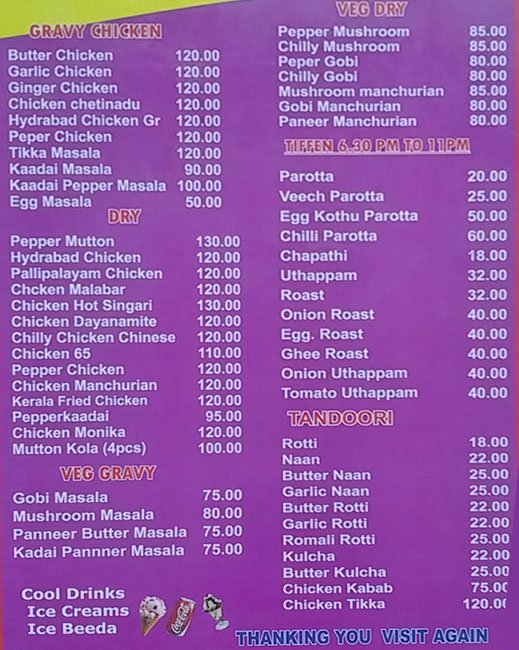 GRAVY CHICKEN
Butter Chicken 120.00
Garlic Chicken 120.00
Ginger Chicken 120.00
Chicken chetinadu 120.00
Hydrabad Chicken Gr 120.00
Peper Chicken 120.00
Tikka Masala 120.00
Kaadai Masala 90.00
Kaadai Pepper Masala 100.00
Egg Masala 50.00
DRY
Pepper Mutton 130.00
Hydrabad Chicken 120.00
Pallipalayam Chicken 120.00
Chcken Malabar 120.00
Chicken Hot Singari 130.00
Chicken Dayanamite 120.00
Chilly Chicken Chinese 120.00
Chicken 65 110.00
Pepper Chicken 120.00
Chicken Manchurian 120.00
Kerala Fried Chicken 120.00
Pepperkaadai 95.00
Chicken Monika 120.00
Mutton Kola (4pcs) 100.00
VEG GRAVY
Gobi Masala 75.00
Mushroom Masala 80.00
Panneer Butter Masala 75.00
Kadai Pannner Masala 75.00
Cool Drinks
Ice Creams
Ice Beeda
Coca-Cola
VEG DRY
Pepper Mushroom 85.00
Chilly Mushroom 85.00
Peper Gobi 80.00
Chilly Gobi 80.00
Mushroom manchurian 85.00
Gobi Manchurian 80.00
Paneer Manchurian 80.00
TIFFEN 6.30 PM TO 11PM
Parotta 20.00
Veech Parotta 25.00
Egg Kothu Parotta 50.00
Chilli Parotta 60.00
Chapathi 18.00
Uthappam 32.00
Roast 32.00
Onion Roast 40.00
Egg. Roast 40.00
Ghee Roast 40.00
Onion Uthappam 40.00
Tomato Uthappam 40.00
TANDOORI
Rotti 18.00
Naan 22.00
Butter Naan 25.00
Garlic Naan 25.00
Butter Rotti 22.00
Garlic Rotti 22.00
Romali Rotti 25.00
Kulcha 22.00
Butter Kulcha 25.00
Chicken Kabab 75.00
Chicken Tikka 120.00
THANKING YOU VISIT AGAIN